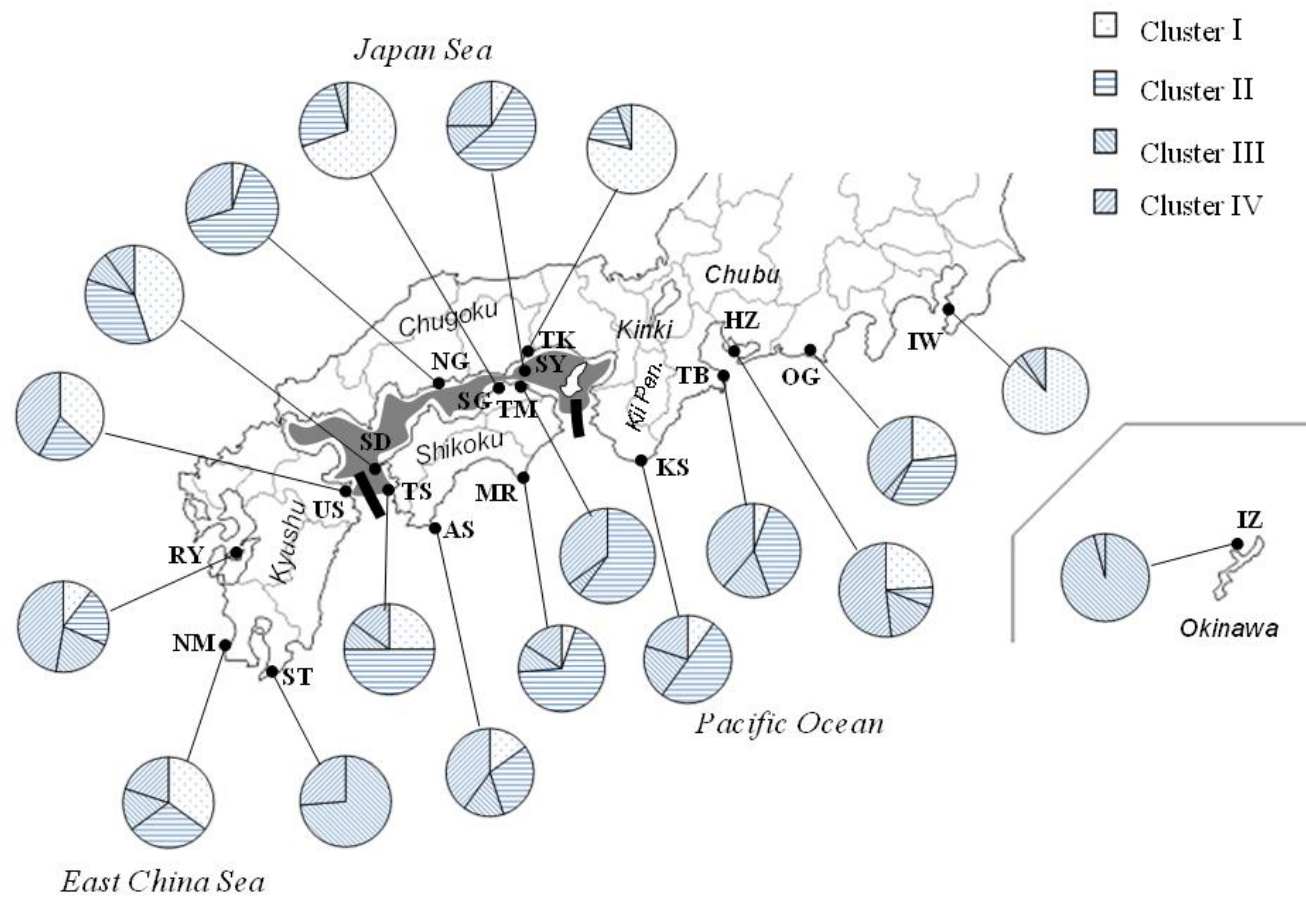 Japan Sea
Cluster I
Cluster II
Cluster III
Cluster IV
Chubu
Chugoku
Kinki
HZ
TK
IW
NG
SY
TB
OG
SG
TM
Kii Pen.
SD
Shikoku
KS
US
TS
MR
AS
IZ
RY
Kyushu
Okinawa
NM
ST
Pacific Ocean
East China Sea